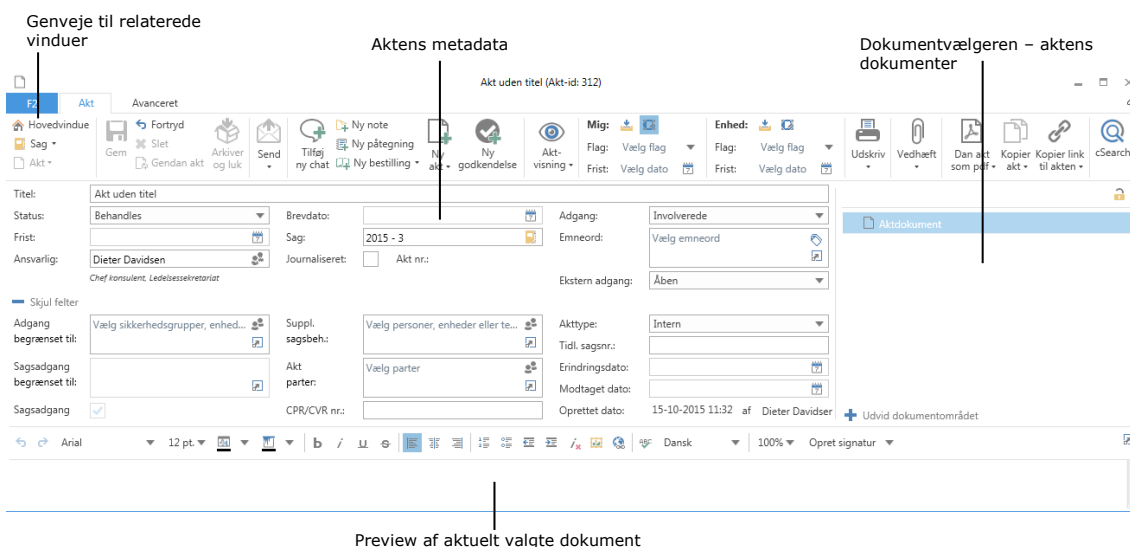 Genveje til relaterede
vinduer
Aktens metadata
Dokumentvælgeren – aktens
dokumenter
Akt uden titel (Akt-id: 312)
F2 Akt Avanceret
Hovedvindue
Sag
Akt
Gem
Fortryd
Slet
Gendan akt
Arkiver
og luk
Send
Tilføj
ny chat
Ny note
Ny påtegning
Ny bestilling
Ny
akt
Ny
godkendelse
Akt-
visning
Mig:
Flag: Vælg flag
Frist: Vælg dato
Enhed:
Flag: Vælg flag
Frist: Vælg dato
Udskriv
Vedhæft
Dan akt
som pdf
Kopier
akt
Kopier link
til akten
cSearch
Titel: Akt uden titel
Status: Behandles
Brevdato:
Adgang: Involverede
Frist:
Sag: 2015 - 3
Emneord: Vælg emneord
Ansvarlig: Dieter Davidsen
Chef konsulent, Ledelsessekretariat
Journaliseret: Akt nr.:
Ekstern adgang: Åben
Aktdokument
Skjul felter
Adgang
begrænset til:
Vælg sikkerhedsgrupper, enhed...
Suppl.
sagsbeh.:
Vælg personer, enheder eller te...
Akttype: Intern
Tidl. sagsnr.:
Sagsadgang
begrænset til:
Akt
parter:
Vælg parter
Erindringsdato:
Modtaget dato:
Sagsadgang
CPR/CVR nr.:
Oprettet dato: 15-10-2015 11:32 af Dieter Davidser
Udvid dokumentområdet
Arial 12 pt. b i u s ABC Dansk 100% Opret signatur
Preview af aktuelt valgte dokument